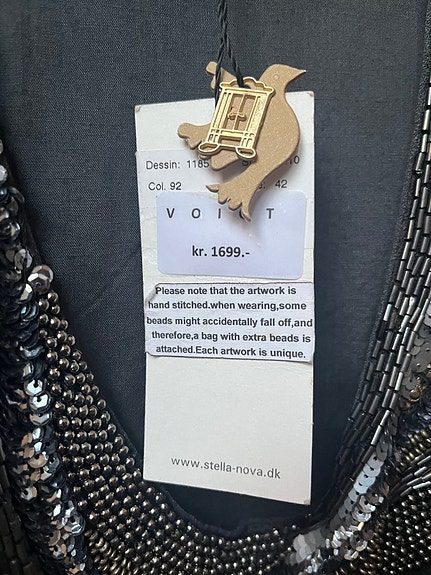 Dessin: 1185
Col. 92 42
kr. 1699.-
Please note that the artwork is
hand stitched.when wearing,some
beads might accidentally fall off,and
therefore,a bag with extra beads is
attached.Each artwork is unique.
www.stella-nova.dk